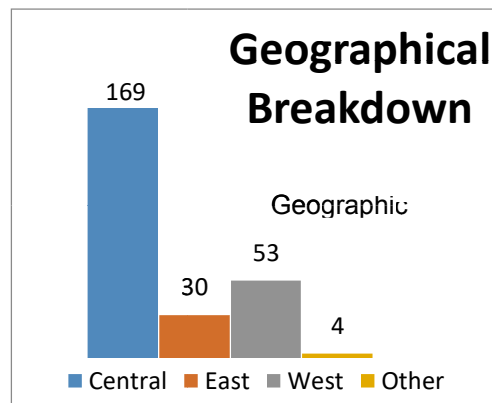 Geographical
Breakdown
169
Geographic
53
30
4
Central East West Other